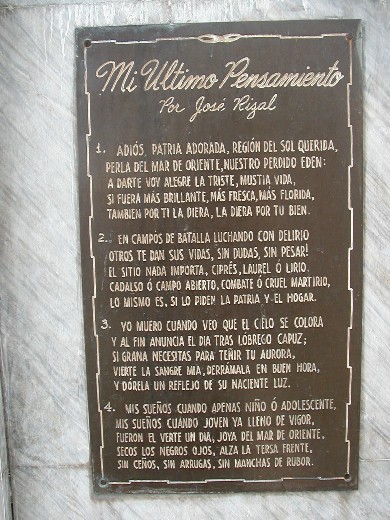 Mi Ultimo Pensamiento
Por José Rizal
1. ADIÓS, PATRIA ADORADA, REGIÓN DEL SOL QUERIDA,
PERLA DEL MAR DE ORIENTE, NUESTRO PERDIDO EDEN:
A DARTE VOY ALEGRE LA TRISTE, MUSTIA VIDA,
SI FUERA MÁS BRILLANTE, MÁS FRESCA, MÁS FLORIDA,
TAMBIEN POR TI LA DIERA, LA DIERA POR TU BIEN.
2. EN CAMPOS DE BATALLA LUCHANDO CON DELIRIO
OTROS TE DAN SUS VIDAS, SIN DUDAS, SIN PESAR!
EL SITIO NADA IMPORTA, CIPRÉS, LAUREL Ó LIRIO.
CADALSO Ó CAMPO ABIERTO, COMBATE Ó CRUEL MARTIRIO,
LO MISMO ES, SI LO PIDEN LA PATRIA Y EL HOGAR.
3. YO MUERO CUANDO VEO QUE EL CIELO SE COLORA
Y AL FIN ANUNCIA EL DIA TRAS LOBREGO CAPUZ;
SI GRANA NECESITAS PARA TEÑIR TU AURORA,
VIERTE LA SANGRE MIA, DERRÁMALA EN BUEN HORA,
Y DÓRELA UN REFLEJO DE SU NACIENTE LUZ.
4. MIS SUEÑOS CUANDO APENAS NIÑO Ó ADOLESCENTE,
MIS SUEÑOS CUANDO JOVEN YA LLENO DE VIGOR,
FUERON EL VERTE UN DIA, JOYA DEL MAR DE ORIENTE,
SECOS LOS NEGROS OJOS, ALZA LA TERSA FRENTE,
SIN CEÑOS, SIN ARRUGAS, SIN MANCHAS DE RUBOR.